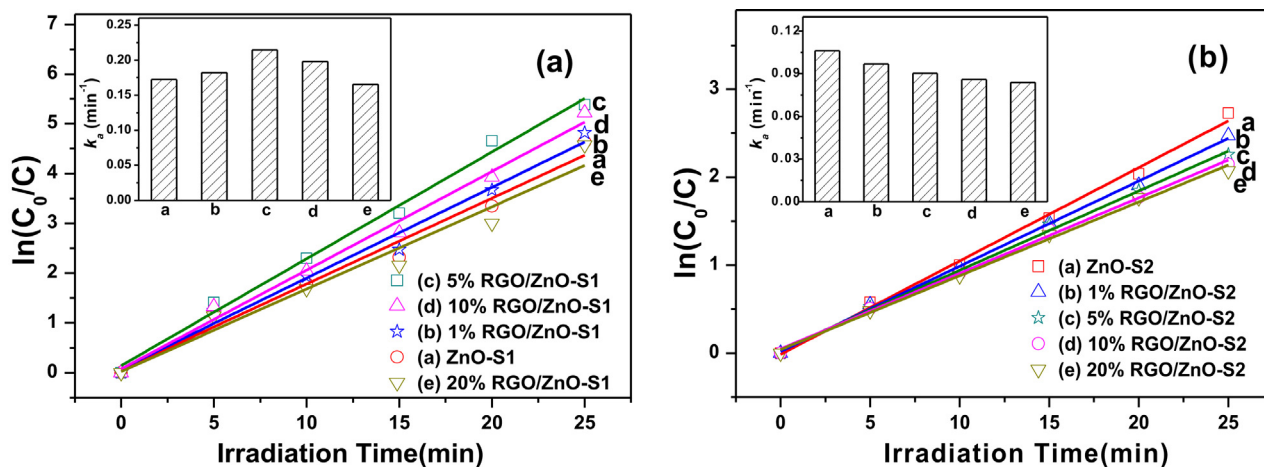 (a)
ln(C0/C)
7
6
5
4
3
2
1
0
0 5 10 15 20 25
Irradiation Time(min)
ka (min-1)
0.25
0.20
0.15
0.10
0.05
0.00
a b c d e
c
d
b
a
e
(c) 5% RGO/ZnO-S1
(d) 10% RGO/ZnO-S1
(b) 1% RGO/ZnO-S1
(a) ZnO-S1
(e) 20% RGO/ZnO-S1
(b)
ln(C0/C)
3
2
1
0
0 5 10 15 20 25
Irradiation Time(min)
ka (min-1)
0.12
0.09
0.06
0.03
0.00
a b c d e
a
b
c
d
e
(a) ZnO-S2
(b) 1% RGO/ZnO-S2
(c) 5% RGO/ZnO-S2
(d) 10% RGO/ZnO-S2
(e) 20% RGO/ZnO-S2